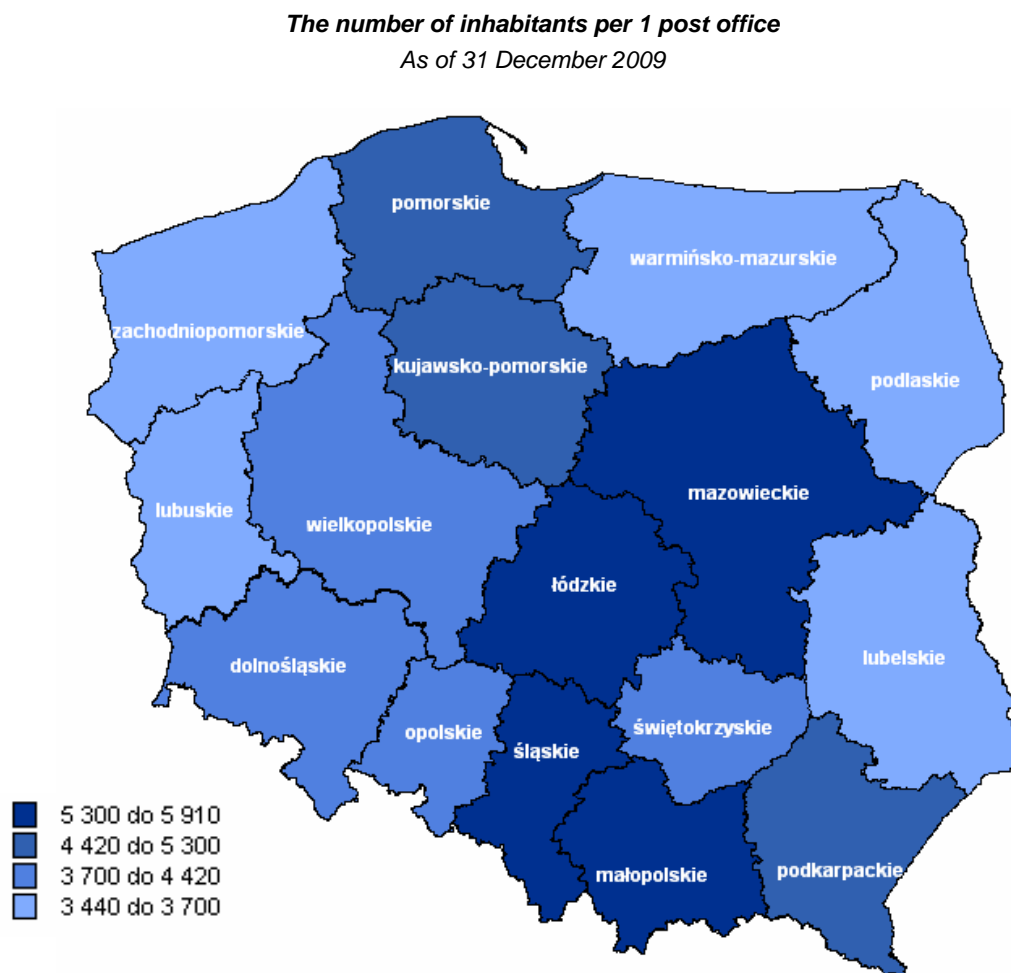 The number of inhabitants per 1 post office
As of 31 December 2009
pomorskie
warmińsko-mazurskie
zachodniopomorskie
kujawsko-pomorskie
podlaskie
mazowieckie
lubuskie
wielkopolskie
łódzkie
dolnośląskie
lubelskie
opolskie
świętokrzyskie
śląskie
małopolskie
podkarpackie
5 300 do 5 910
4 420 do 5 300
3 700 do 4 420
3 440 do 3 700